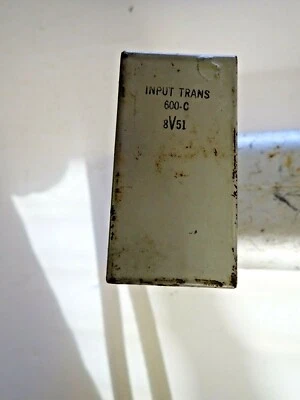 INPUT TRANS
600-C
8V51